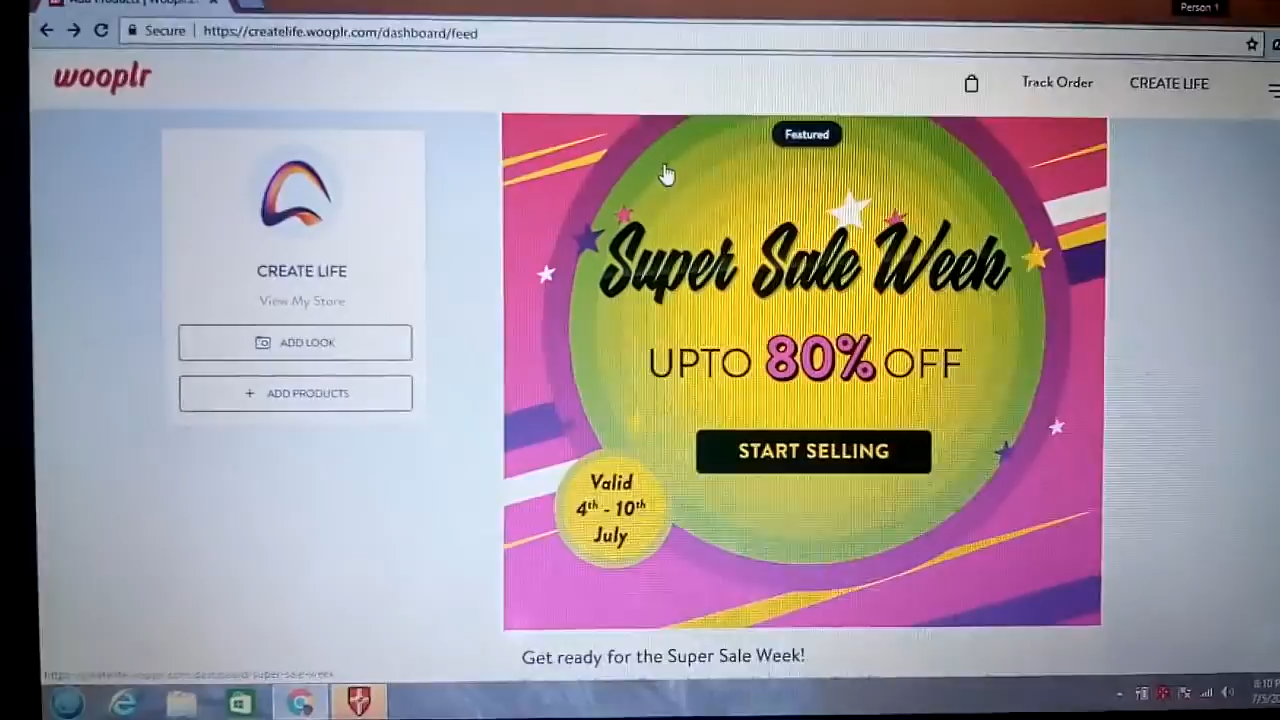 Person 1
Secure
https://createlife.wooplr.com/dashboard/feed
wooplr
Track Order
CREATE LIFE
Featured
CREATE LIFE
View My Store
ADD LOOK
+ ADD PRODUCTS
Super Sale Week
UPTO 80% OFF
START SELLING
Valid
4th - 10th
July
Get ready for the Super Sale Week!